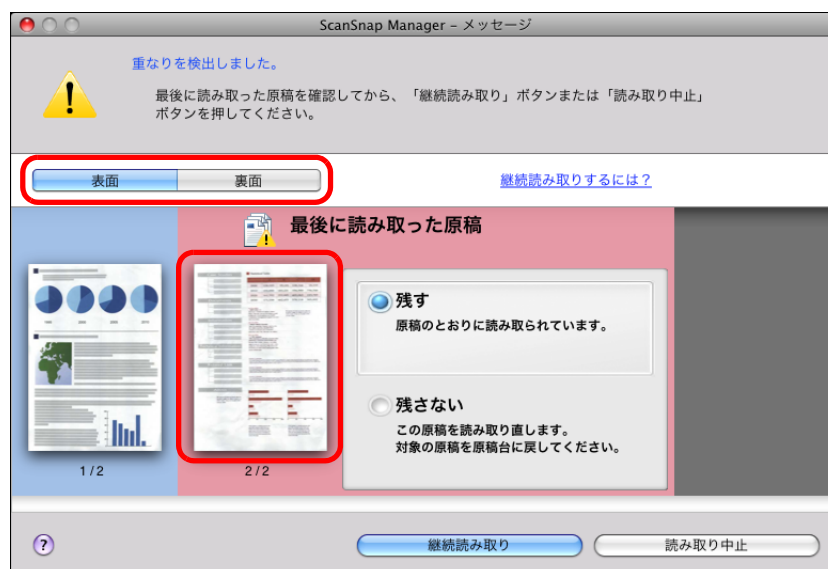 ScanSnap Manager – メッセージ
重なりを検出しました。
最後に読み取った原稿を確認してから、「継続読み取り」ボタンまたは「読み取り中止」
ボタンを押してください。
表面
裏面
継続読み取りするには？
最後に読み取った原稿
残す
原稿のとおりに読み取られています。
残さない
この原稿を読み取り直します。
対象の原稿を原稿台に戻してください。
1 / 2
2 / 2
?
継続読み取り
読み取り中止